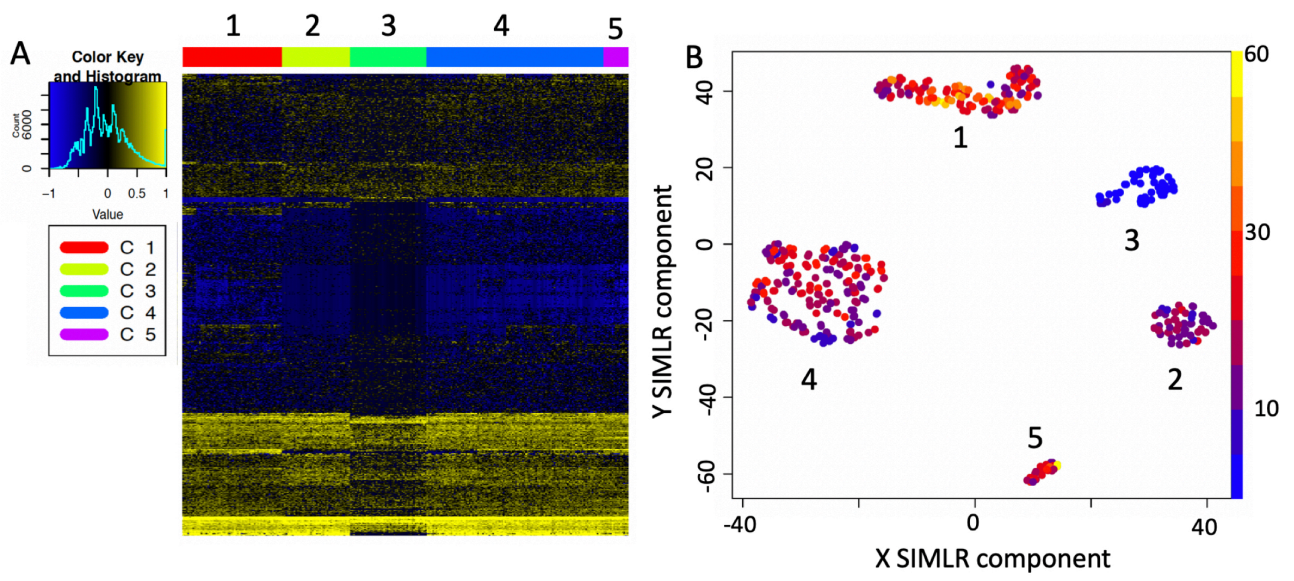 A
1 2 3 4 5
Color Key
and Histogram
Count
0 6000
-1 0 0.5 1
Value
C 1
C 2
C 3
C 4
C 5
B
60
30
10
40
20
0
-20
-40
-60
Y SIMLR component
1
3
4
2
5
-40 -20 0 20 40
X SIMLR component